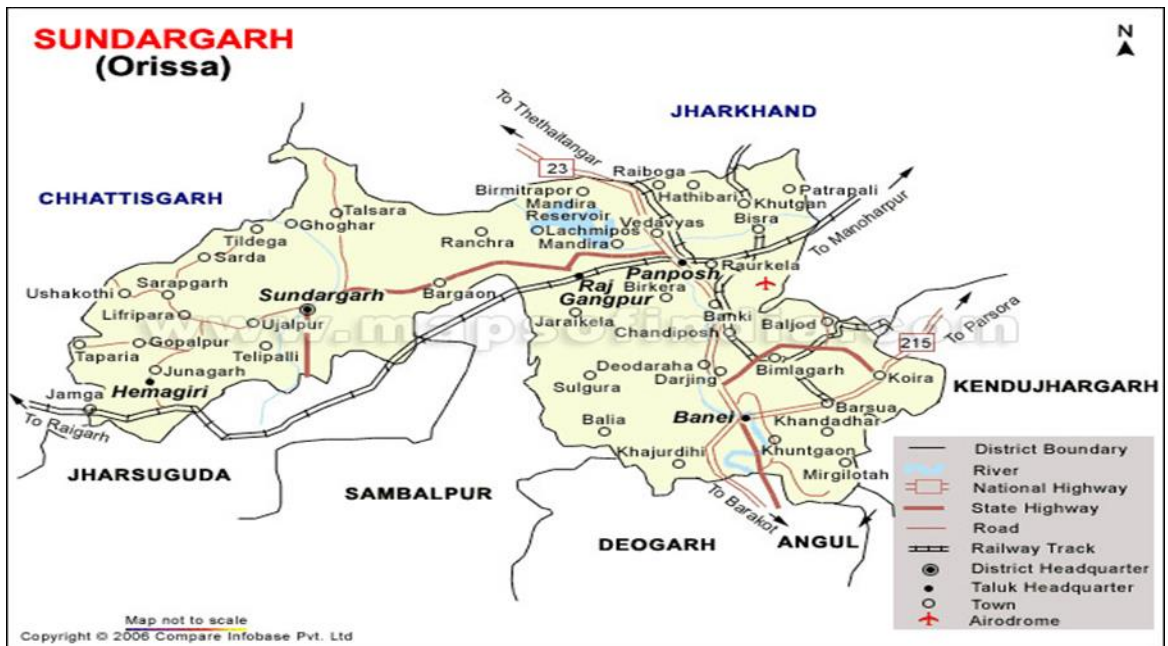 SUNDARGARH
(Orissa)
N
To Thethaitangar
JHARKHAND
23
Raiboga
Birmitrapor
Hathibari
Patrapali
CHHATTISGARH
Mandira
Reservoir
Khutgan
Talsara
Ghoghar
Vedavyas
Bisra
Lachmipos
Tildega
Ranchra
Mandira
To Manoharpur
Sarda
Panposh
Raurkela
Ushakothi
Sarapgarh
Sundargarh
Bargaon
Raj
Gangpur
Birkera
Lifripara
Ujalpur
Jaraikela
Banki
Chandiposh
Baljod
www.mapsofindia.com
To Parsora
215
Taparia
Gopalpur
Telipalli
Junagarh
Deodaraha
Bimlagarh
Hemagiri
Sulgura
Darjing
Koira
KENDUJHARGARH
Jamga
Barsua
To Raigarh
Balia
Banei
Khandadhar
Khajurdihi
Khuntgaon
JHARSUGUDA
Mirgilotah
SAMBALPUR
To Barakot
DEOGARH
ANGUL
District Boundary
River
National Highway
State Highway
Road
Railway Track
District Headquarter
Taluk Headquarter
Town
Airodrome
Map not to scale
Copyright © 2006 Compare Infobase Pvt. Ltd